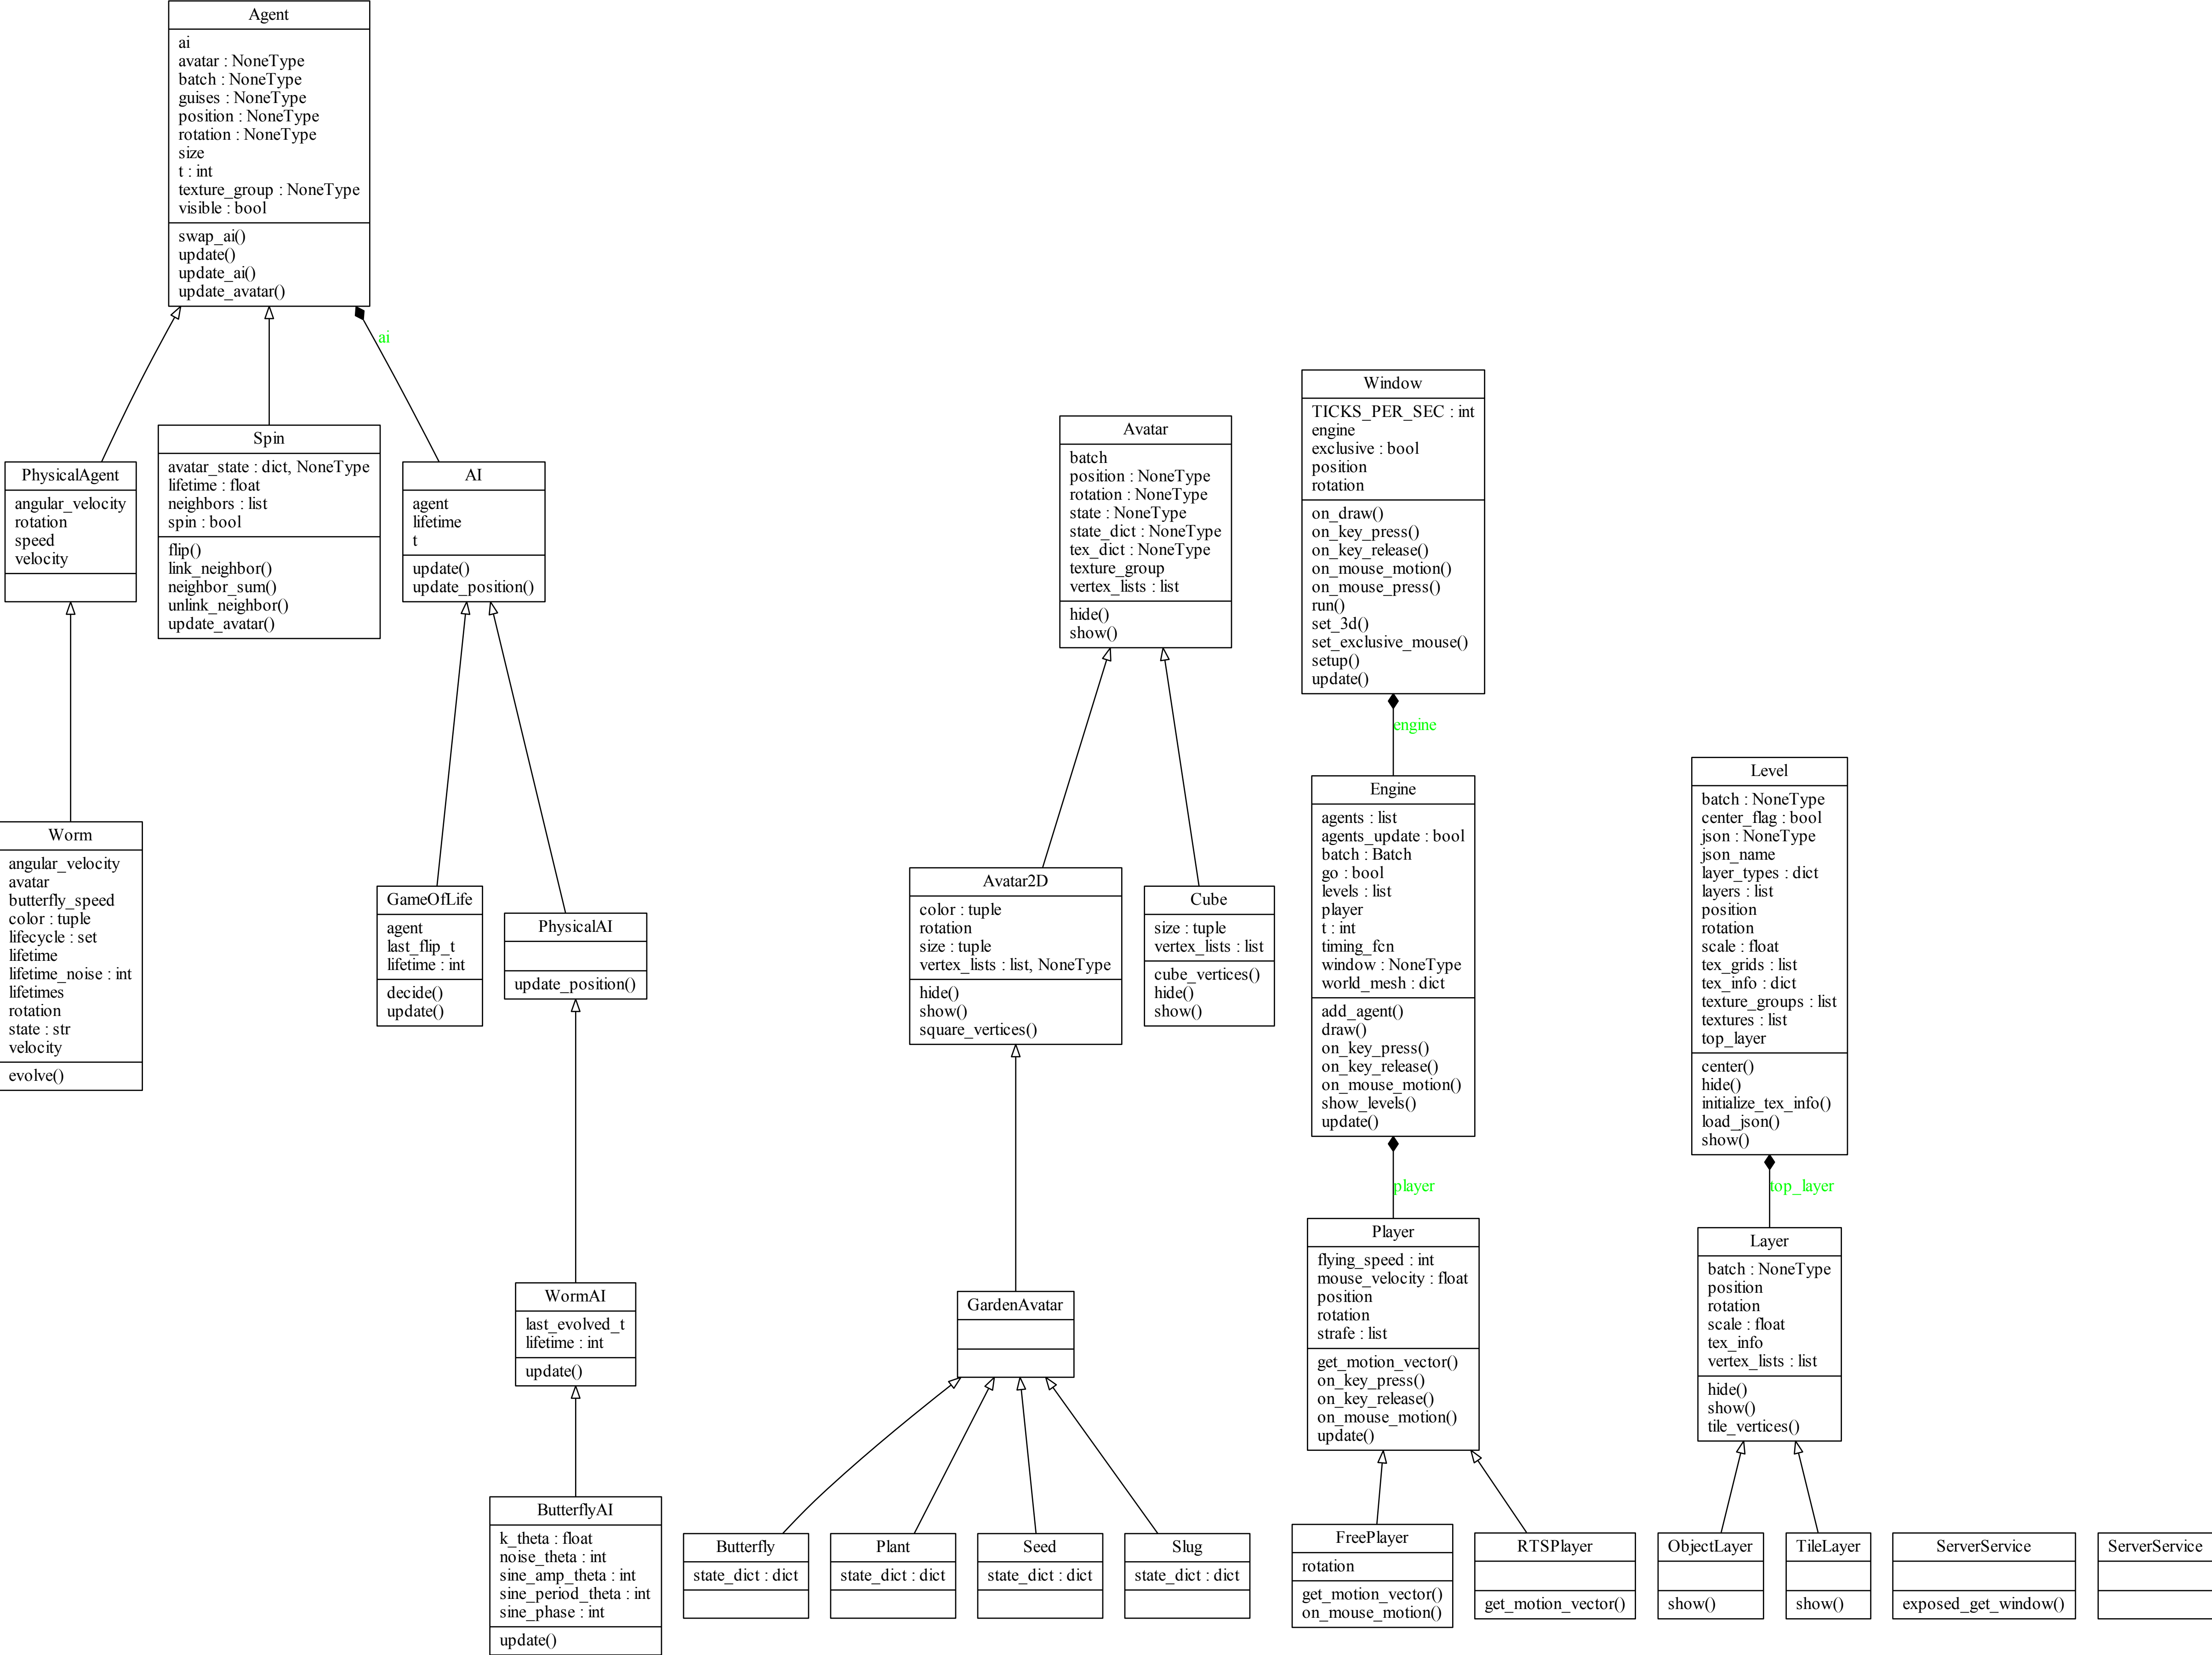 Agent
ai
avatar : NoneType
batch : NoneType
guises : NoneType
position : NoneType
rotation : NoneType
size
t : int
texture_group : NoneType
visible : bool
swap_ai()
update()
update_ai()
update_avatar()
ai
PhysicalAgent
angular_velocity
rotation
speed
velocity
Spin
avatar_state : dict, NoneType
lifetime : float
neighbors : list
spin : bool
flip()
link_neighbor()
neighbor_sum()
unlink_neighbor()
update_avatar()
AI
agent
lifetime
t
update()
update_position()
Avatar
batch
position : NoneType
rotation : NoneType
state : NoneType
state_dict : NoneType
tex_dict : NoneType
texture_group
vertex_lists : list
hide()
show()
Window
TICKS_PER_SEC : int
engine
exclusive : bool
position
rotation
on_draw()
on_key_press()
on_key_release()
on_mouse_motion()
on_mouse_press()
run()
set_3d()
set_exclusive_mouse()
setup()
update()
engine
Worm
angular_velocity
avatar
butterfly_speed
color : tuple
lifecycle : set
lifetime
lifetime_noise : int
lifetimes
rotation
state : str
velocity
evolve()
GameOfLife
agent
last_flip_t
lifetime : int
decide()
update()
PhysicalAI
update_position()
Avatar2D
color : tuple
rotation
size : tuple
vertex_lists : list, NoneType
hide()
show()
square_vertices()
Cube
size : tuple
vertex_lists : list
cube_vertices()
hide()
show()
Engine
agents : list
agents_update : bool
batch : Batch
go : bool
levels : list
player
t : int
timing_fcn
window : NoneType
world_mesh : dict
add_agent()
draw()
on_key_press()
on_key_release()
on_mouse_motion()
show_levels()
update()
player
Level
batch : NoneType
center_flag : bool
json : NoneType
json_name
layer_types : dict
layers : list
position
rotation
scale : float
tex_grids : list
tex_info : dict
texture_groups : list
textures : list
top_layer
center()
hide()
initialize_tex_info()
load_json()
show()
top_layer
WormAI
last_evolved_t
lifetime : int
update()
GardenAvatar
Player
flying_speed : int
mouse_velocity : float
position
rotation
strafe : list
get_motion_vector()
on_key_press()
on_key_release()
on_mouse_motion()
update()
Layer
batch : NoneType
position
rotation
scale : float
tex_info
vertex_lists : list
hide()
show()
tile_vertices()
ButterflyAI
k_theta : float
noise_theta : int
sine_amp_theta : int
sine_period_theta : int
sine_phase : int
update()
Butterfly
state_dict : dict
Plant
state_dict : dict
Seed
state_dict : dict
Slug
state_dict : dict
FreePlayer
rotation
get_motion_vector()
on_mouse_motion()
RTSPlayer
get_motion_vector()
ObjectLayer
show()
TileLayer
show()
ServerService
exposed_get_window()
ServerService